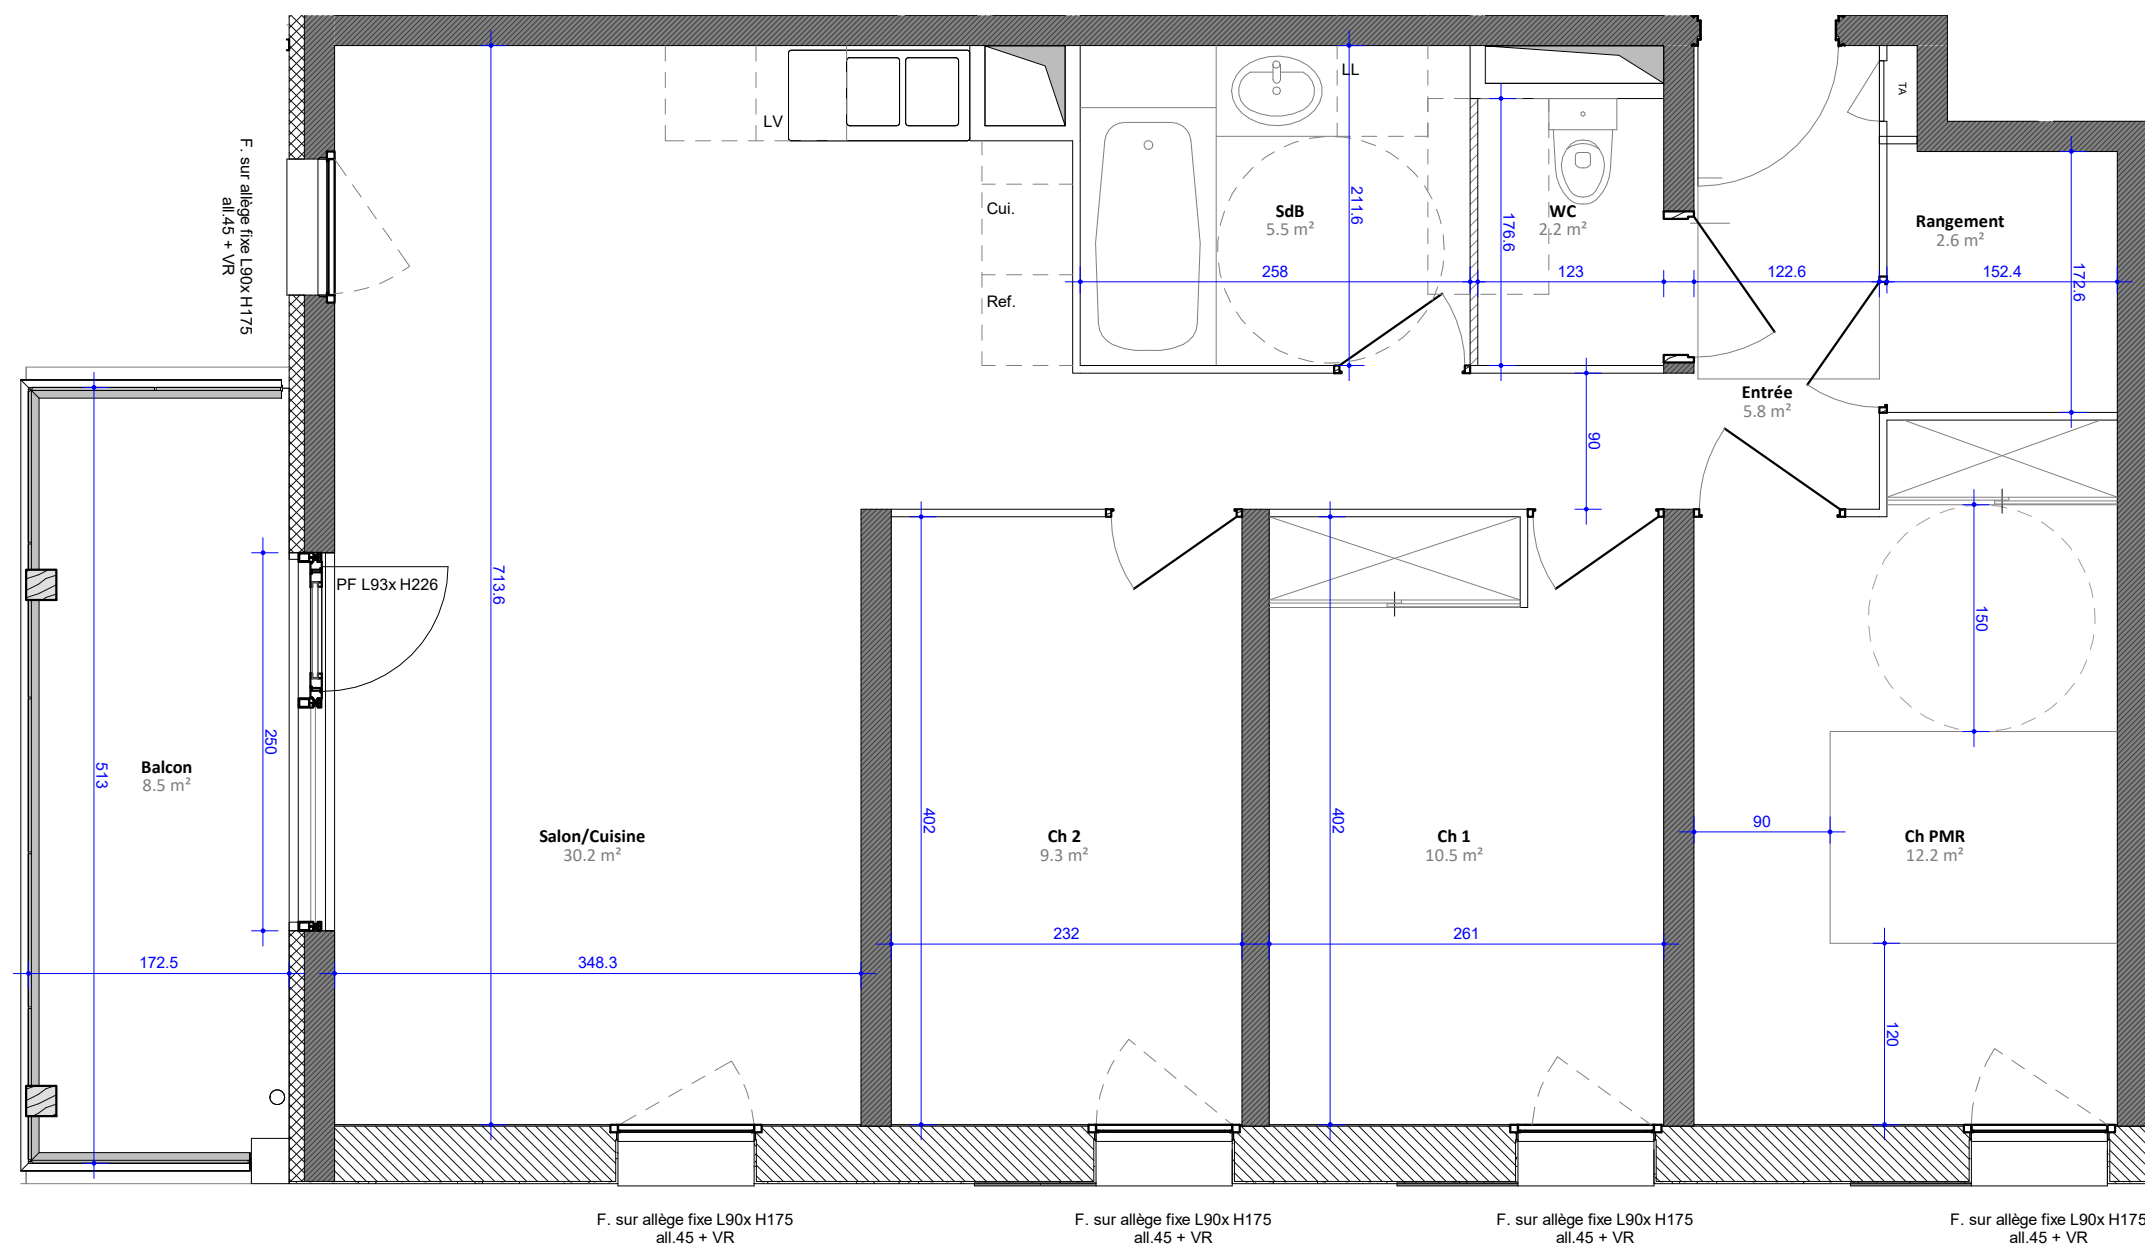 TA
LL
LV
F. sur allège fixe L90x H175
all.45 + VR
Cui.
SdB
5.5 m²
211.6
WC
2.2 m²
176.6
Rangement
2.6 m²
172.6
258
123
122.6
152.4
Ref.
Entrée
5.8 m²
90
PF L93x H226
713.6
150
250
513
Balcon
8.5 m²
Salon/Cuisine
30.2 m²
Ch 2
9.3 m²
402
Ch 1
10.5 m²
402
90
Ch PMR
12.2 m²
172.5
348.3
232
261
120
F. sur allège fixe L90x H175
all.45 + VR
F. sur allège fixe L90x H175
all.45 + VR
F. sur allège fixe L90x H175
all.45 + VR
F. sur allège fixe L90x H175
all.45 + VR